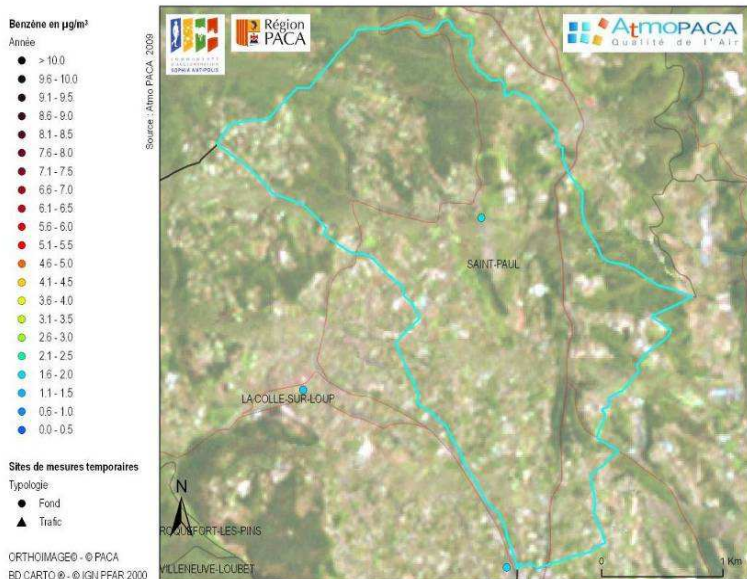 Benzène en µg/m³
Année
> 10.0
9.6 - 10.0
9.1 - 9.5
8.6 - 9.0
8.1 - 8.5
7.6 - 8.0
7.1 - 7.5
6.6 - 7.0
6.1 - 6.5
5.6 - 6.0
5.1 - 5.5
4.6 - 5.0
4.1 - 4.5
3.6 - 4.0
3.1 - 3.5
2.6 - 3.0
2.1 - 2.5
1.6 - 2.0
1.1 - 1.5
0.6 - 1.0
0.0 - 0.5
Sites de mesures temporaires
Typologie
Fond
Trafic
ORTHOIMAGE© - © PACA
BD CARTO ® - © IGN PFAR 2000
Source : Atmo PACA 2009
SOPHIA ANTIPOLIS
Région
PACA
AtmoPACA
Qualité de l'Air
SAINT-PAUL
LA COLLE-SUR-LOUP
N
ROQUEFORT-LES-PINS
VILLENEUVE-LOUBET
0
1 Km